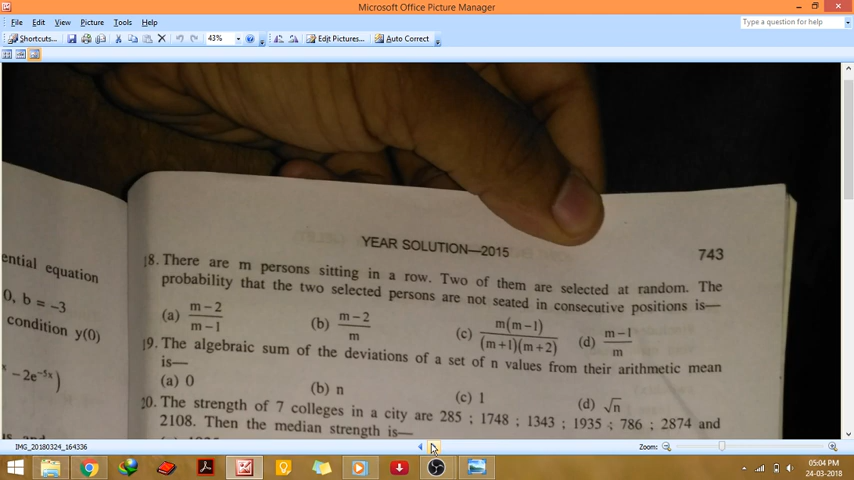 Microsoft Office Picture Manager
File Edit View Picture Tools Help
Type a question for help
Shortcuts... 43% Edit Pictures... Auto Correct
YEAR SOLUTION—2015 743
18. There are m persons sitting in a row. Two of them are selected at random. The
probability that the two selected persons are not seated in consecutive positions is—
(a) m−2/m−1 (b) m−2/m (c) m(m−1)/(m+1)(m+2) (d) m−1/m
19. The algebraic sum of the deviations of a set of n values from their arithmetic mean
is—
(a) 0 (b) n (c) 1 (d) √n
20. The strength of 7 colleges in a city are 285 ; 1748 ; 1343 ; 1935 ; 786 ; 2874 and
2108. Then the median strength is—
ential equation
0, b = −3
condition y(0)
− 2e^{-5x})
IMG_20180324_164336 Zoom:
05:04 PM
24-03-2018